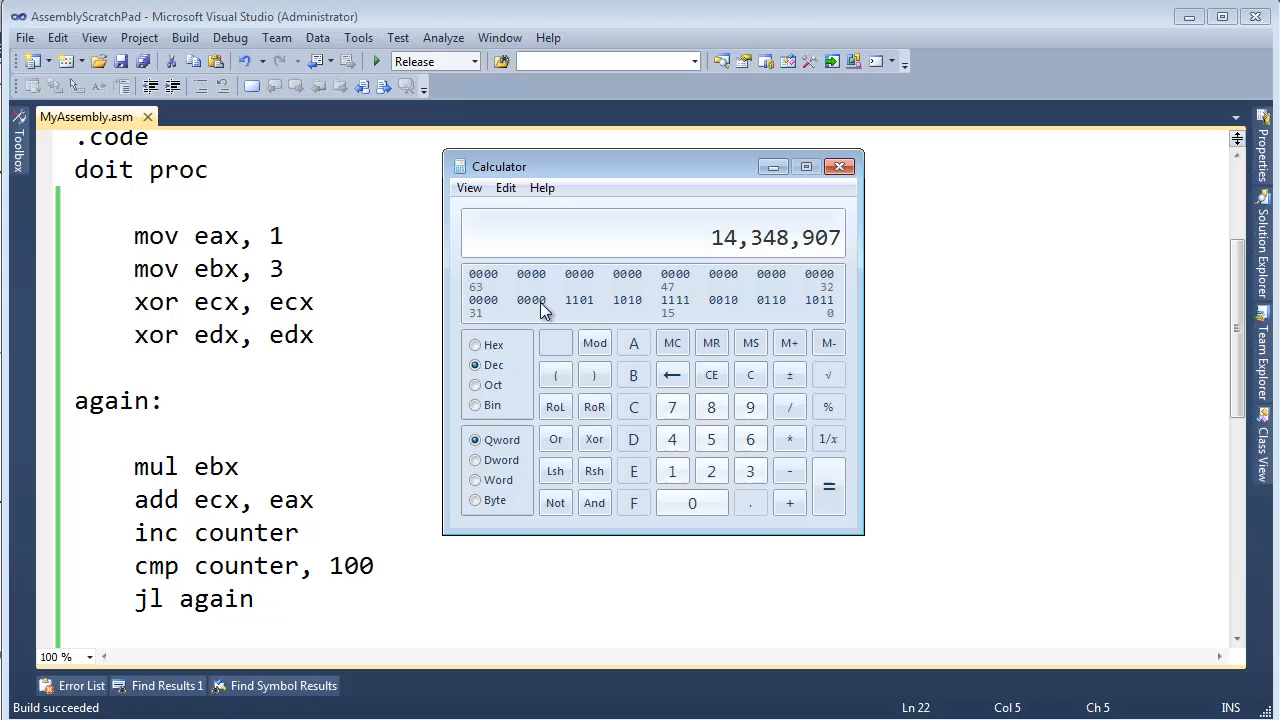 AssemblyScratchPad - Microsoft Visual Studio (Administrator)
File Edit View Project Build Debug Team Data Tools Test Analyze Window Help
Release
MyAssembly.asm
Toolbox
.code
doit proc
mov eax, 1
mov ebx, 3
xor ecx, ecx
xor edx, edx
again:
mul ebx
add ecx, eax
inc counter
cmp counter, 100
jl again
Calculator
View Edit Help
14,348,907
0000 0000 0000 0000 0000 0000 0000 0000
63 47 32
0000 0000 1101 1010 1111 0010 0110 1011
31 15 0
Hex Mod A MC MR MS M+ M-
Dec ( ) B ← CE C ± √
Oct
Bin RoL RoR C 7 8 9 / %
Qword Or Xor D 4 5 6 * 1/x
Dword
Word Lsh Rsh E 1 2 3 - =
Byte Not And F 0 . +
Properties
Solution Explorer
Team Explorer
Class View
100 %
Error List Find Results 1 Find Symbol Results
Build succeeded Ln 22 Col 5 Ch 5 INS